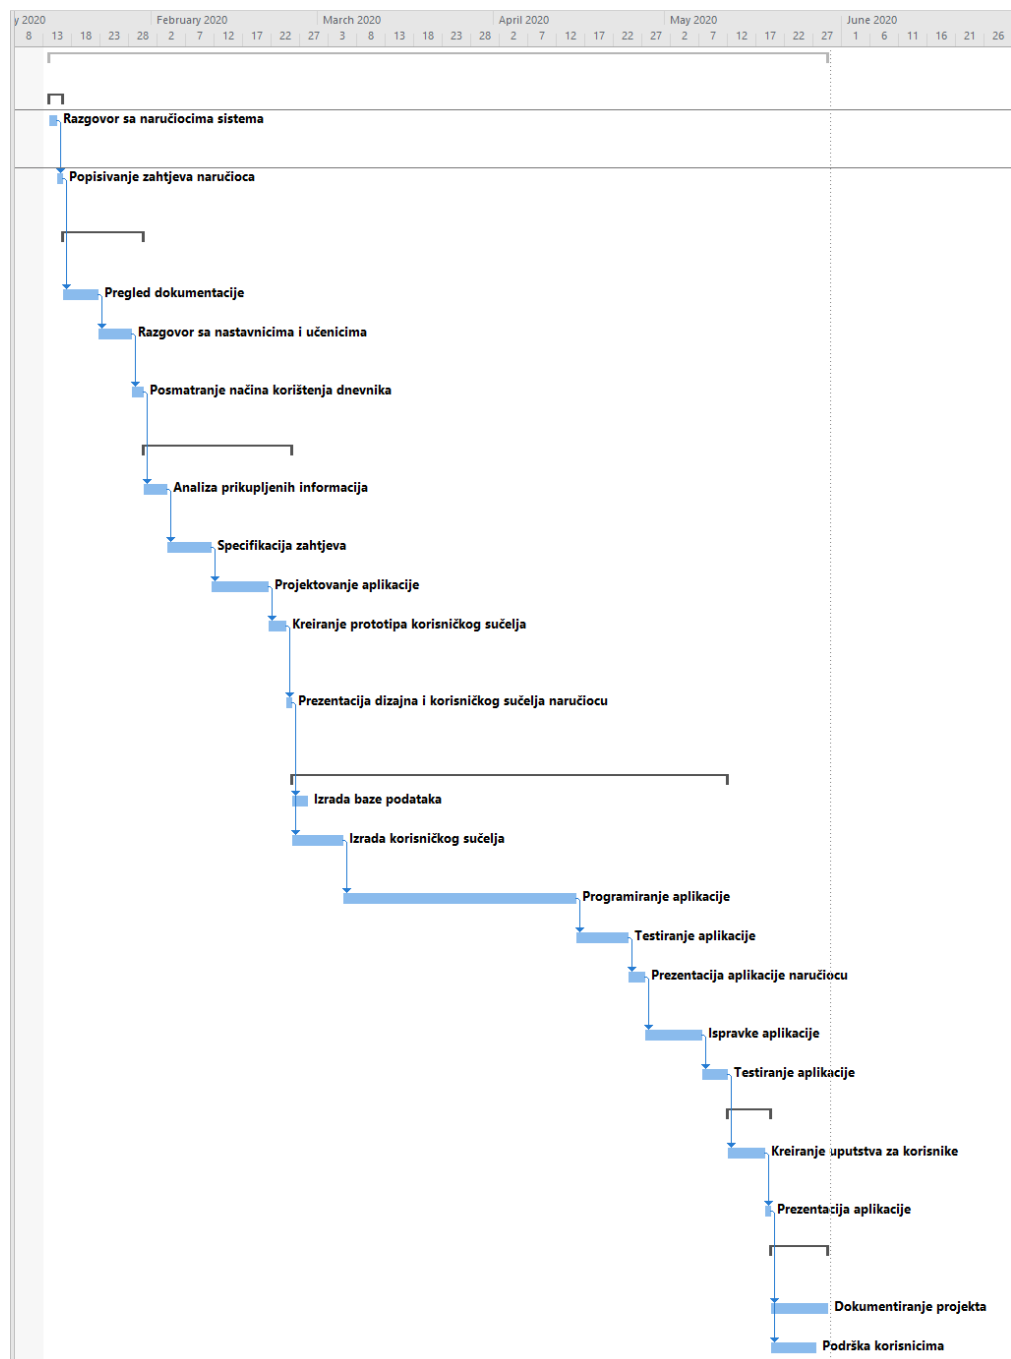 y 2020 February 2020 March 2020 April 2020 May 2020 June 2020
8 13 18 23 28 2 7 12 17 22 27 3 8 13 18 23 28 2 7 12 17 22 27 2 7 12 17 22 27 1 6 11 16 21 26
Razgovor sa naručiocima sistema
Popisivanje zahtjeva naručioca
Pregled dokumentacije
Razgovor sa nastavnicima i učenicima
Posmatranje načina korištenja dnevnika
Analiza prikupljenih informacija
Specifikacija zahtjeva
Projektovanje aplikacije
Kreiranje prototipa korisničkog sučelja
Prezentacija dizajna i korisničkog sučelja naručiocu
Izrada baze podataka
Izrada korisničkog sučelja
Programiranje aplikacije
Testiranje aplikacije
Prezentacija aplikacije naručiocu
Ispravke aplikacije
Testiranje aplikacije
Kreiranje uputstva za korisnike
Prezentacija aplikacije
Dokumentiranje projekta
Podrška korisnicima